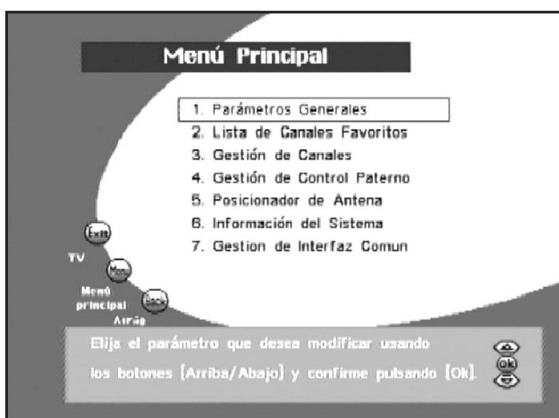 Menú Principal
1. Parámetros Generales
2. Lista de Canales Favoritos
3. Gestión de Canales
4. Gestión de Control Paterno
5. Posicionador de Antena
6. Información del Sistema
7. Gestion de Interfaz Comun
Exit
TV
Menu
Menú
principal
Back
Atrás
Elija el parámetro que desea modificar usando
los botones [Arriba/Abajo] y confirme pulsando [Ok].
ok